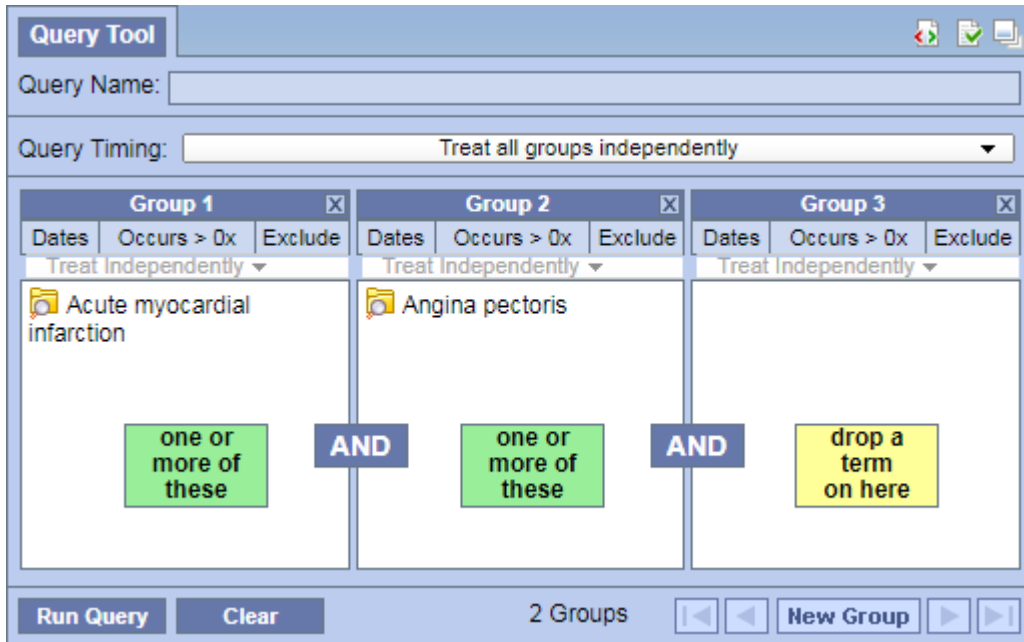 Query Tool
Query Name:
Query Timing: Treat all groups independently
Group 1 X Group 2 X Group 3 X
Dates Occurs > 0x Exclude Dates Occurs > 0x Exclude Dates Occurs > 0x Exclude
Treat Independently Treat Independently Treat Independently
Acute myocardial
infarction
Angina pectoris
one or
more of
these
AND
one or
more of
these
AND
drop a
term
on here
Run Query Clear 2 Groups New Group